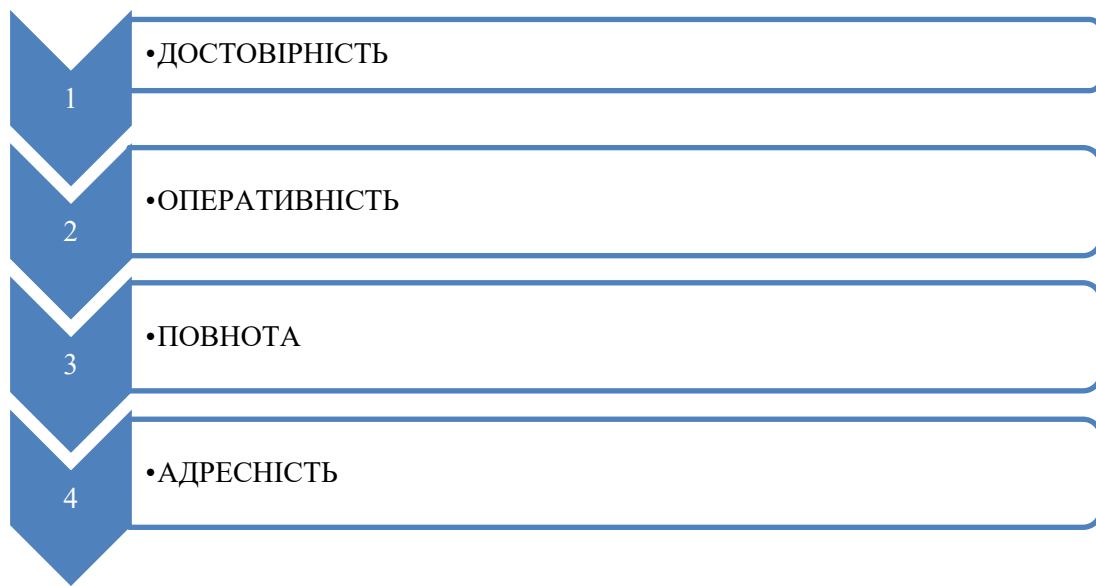 1
•ДОСТОВІРНІСТЬ
2
•ОПЕРАТИВНІСТЬ
3
•ПОВНОТА
4
•АДРЕСНІСТЬ